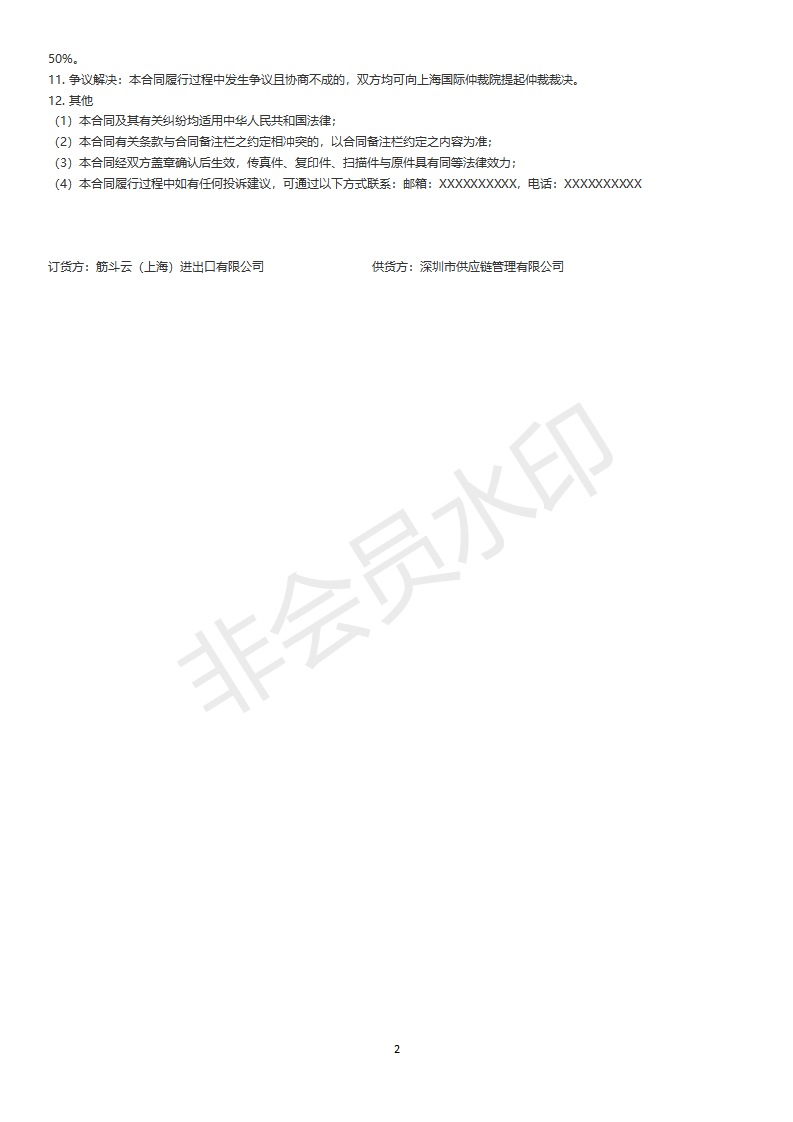 50%。
11. 争议解决：本合同履行过程中发生争议且协商不成的，双方均可向上海国际仲裁院提起仲裁裁决。
12. 其他
（1）本合同及其有关纠纷均适用中华人民共和国法律；
（2）本合同有关条款与合同备注栏之约定相冲突的，以合同备注栏约定之内容为准；
（3）本合同经双方盖章确认后生效，传真件、复印件、扫描件与原件具有同等法律效力；
（4）本合同履行过程中如有任何投诉建议，可通过以下方式联系：邮箱：XXXXXXXXXX，电话：XXXXXXXXXX
订货方：筋斗云（上海）进出口有限公司 供货方：深圳市供应链管理有限公司
非会员水印
2